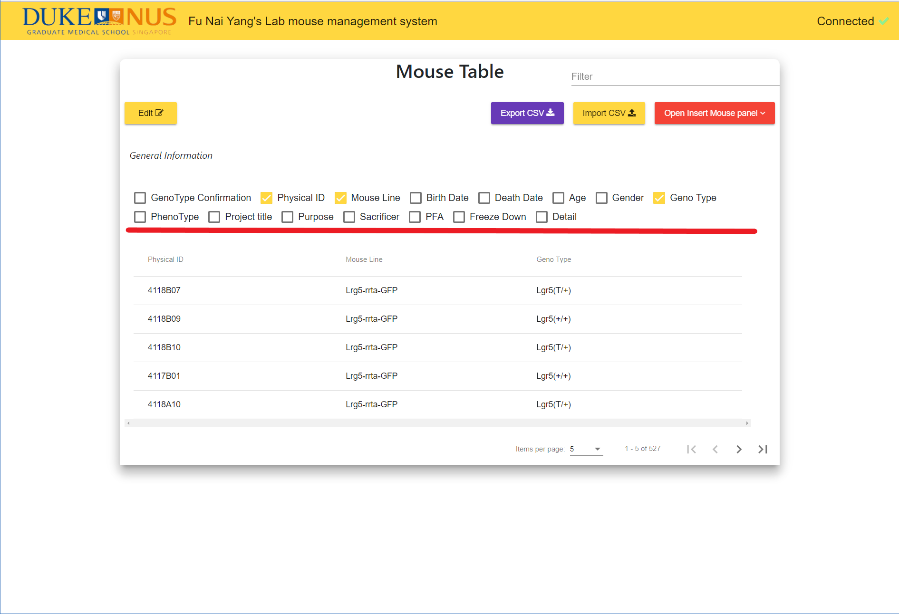 DUKE NUS
GRADUATE MEDICAL SCHOOL SINGAPORE
Fu Nai Yang's Lab mouse management system
Connected
Mouse Table
Filter
Edit
Export CSV
Import CSV
Open Insert Mouse panel
General Information
GenoType Confirmation Physical ID Mouse Line Birth Date Death Date Age Gender Geno Type
PhenoType Project title Purpose Sacrificer PFA Freeze Down Detail
Physical ID Mouse Line Geno Type
4118B07 Lrg5-rrta-GFP Lgr5(T/+)
4118B09 Lrg5-rrta-GFP Lgr5(+/+)
4118B10 Lrg5-rrta-GFP Lgr5(T/+)
4117B01 Lrg5-rrta-GFP Lgr5(+/+)
4118A10 Lrg5-rrta-GFP Lgr5(T/+)
Items per page: 5 1 - 5 of 527